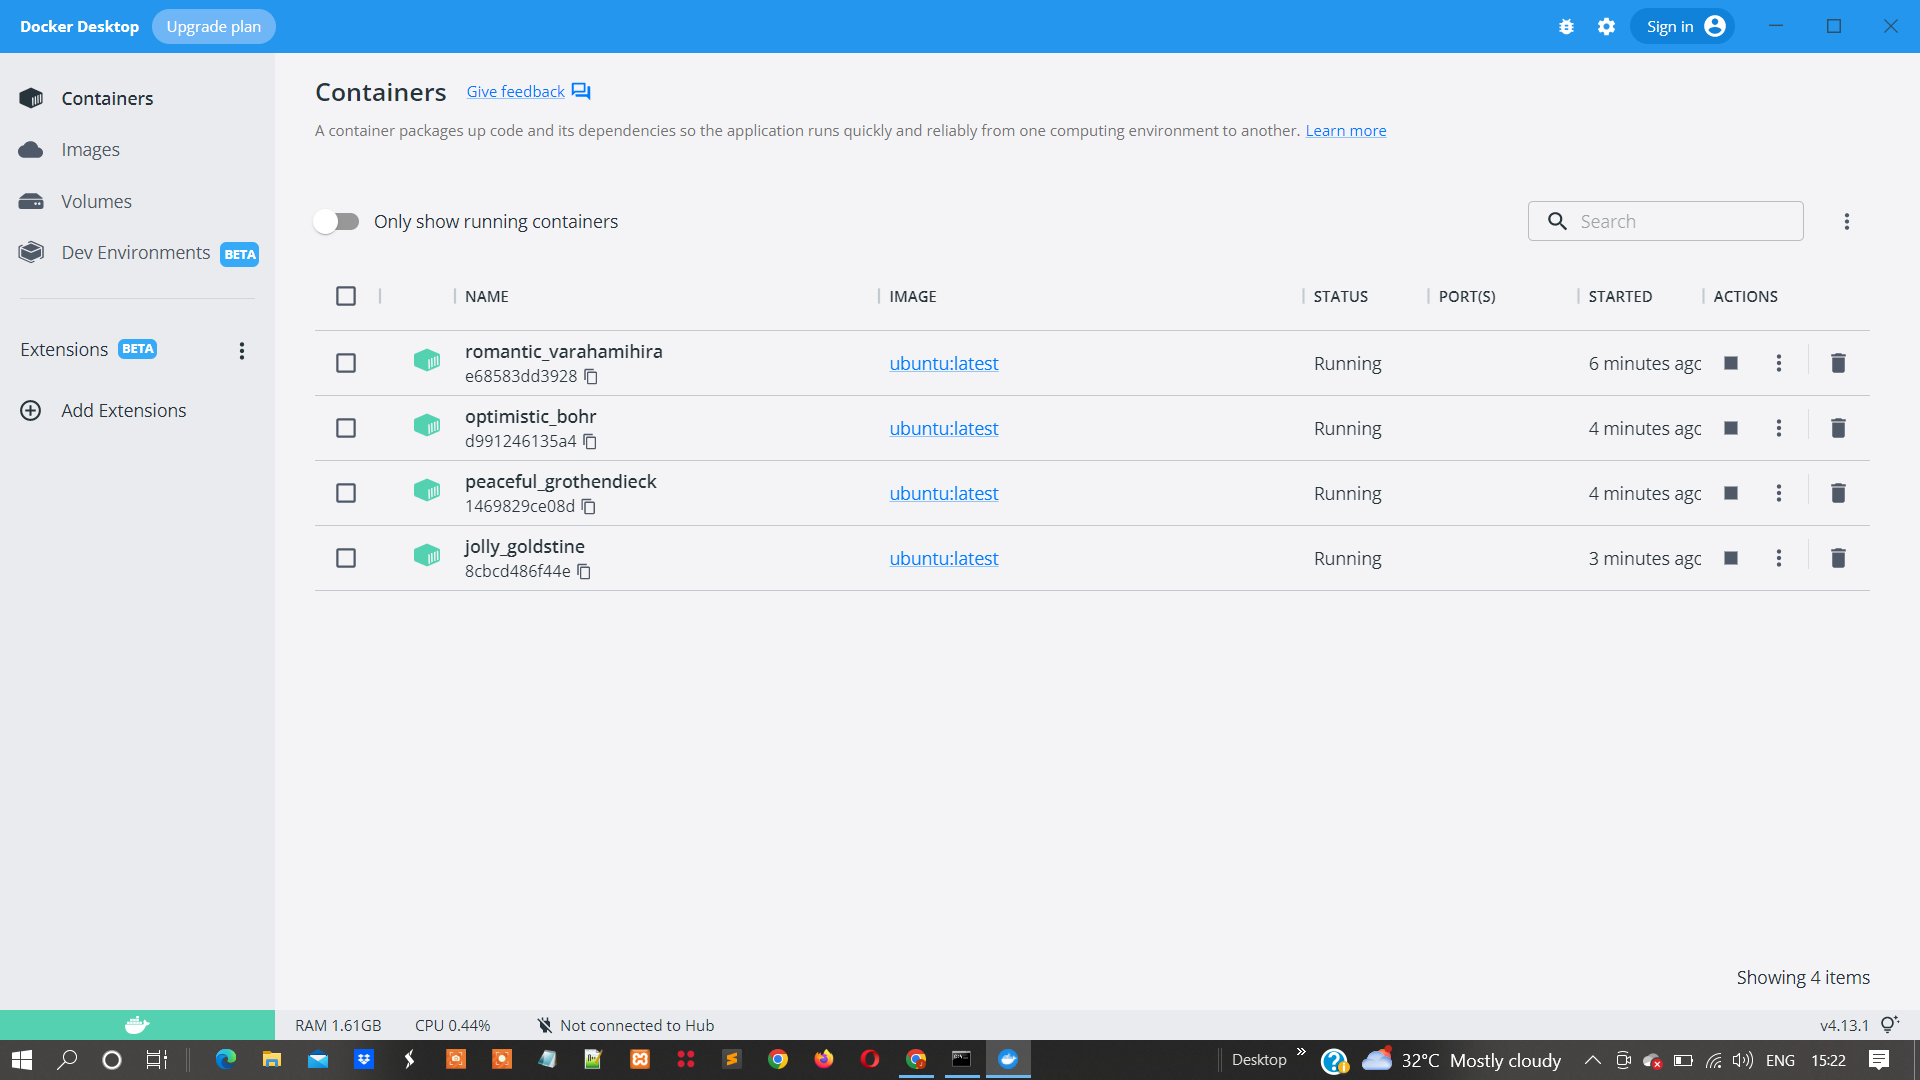 Docker Desktop Upgrade plan Sign in
Containers
Images
Volumes
Dev Environments BETA
Extensions BETA
Add Extensions
Containers Give feedback
A container packages up code and its dependencies so the application runs quickly and reliably from one computing environment to another. Learn more
Only show running containers Search
NAME IMAGE STATUS PORT(S) STARTED ACTIONS
romantic_varahamihira
e68583dd3928 ubuntu:latest Running 6 minutes ago
optimistic_bohr
d991246135a4 ubuntu:latest Running 4 minutes ago
peaceful_grothendieck
1469829ce08d ubuntu:latest Running 4 minutes ago
jolly_goldstine
8cbcd486f44e ubuntu:latest Running 3 minutes ago
Showing 4 items
RAM 1.61GB CPU 0.44% Not connected to Hub v4.13.1
Desktop 32°C Mostly cloudy ENG 15:22